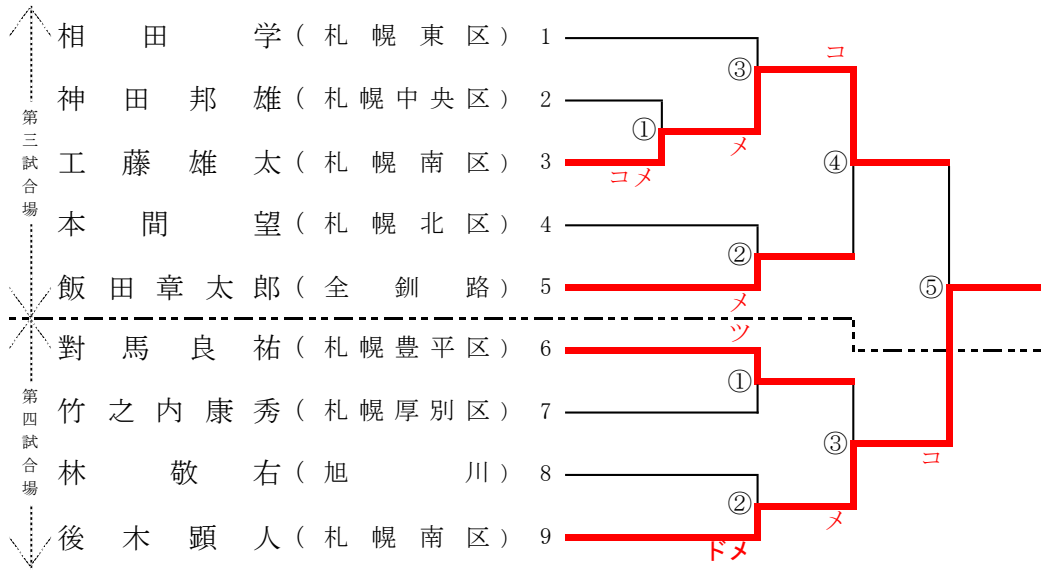 相田学(札幌東区) 1
コ
③
神田邦雄(札幌中央区) 2
①
メ
第三試合場
工藤雄太(札幌南区) 3
コメ
④
本間望(札幌北区) 4
②
飯田章太郎(全釧路) 5
メ
⑤
ツ
對馬良祐(札幌豊平区) 6
①
第四試合場
竹之内康秀(札幌厚別区) 7
③
コ
林敬右(旭川) 8
②
メ
後木顕人(札幌南区) 9
ドメ